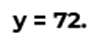 y = 72.